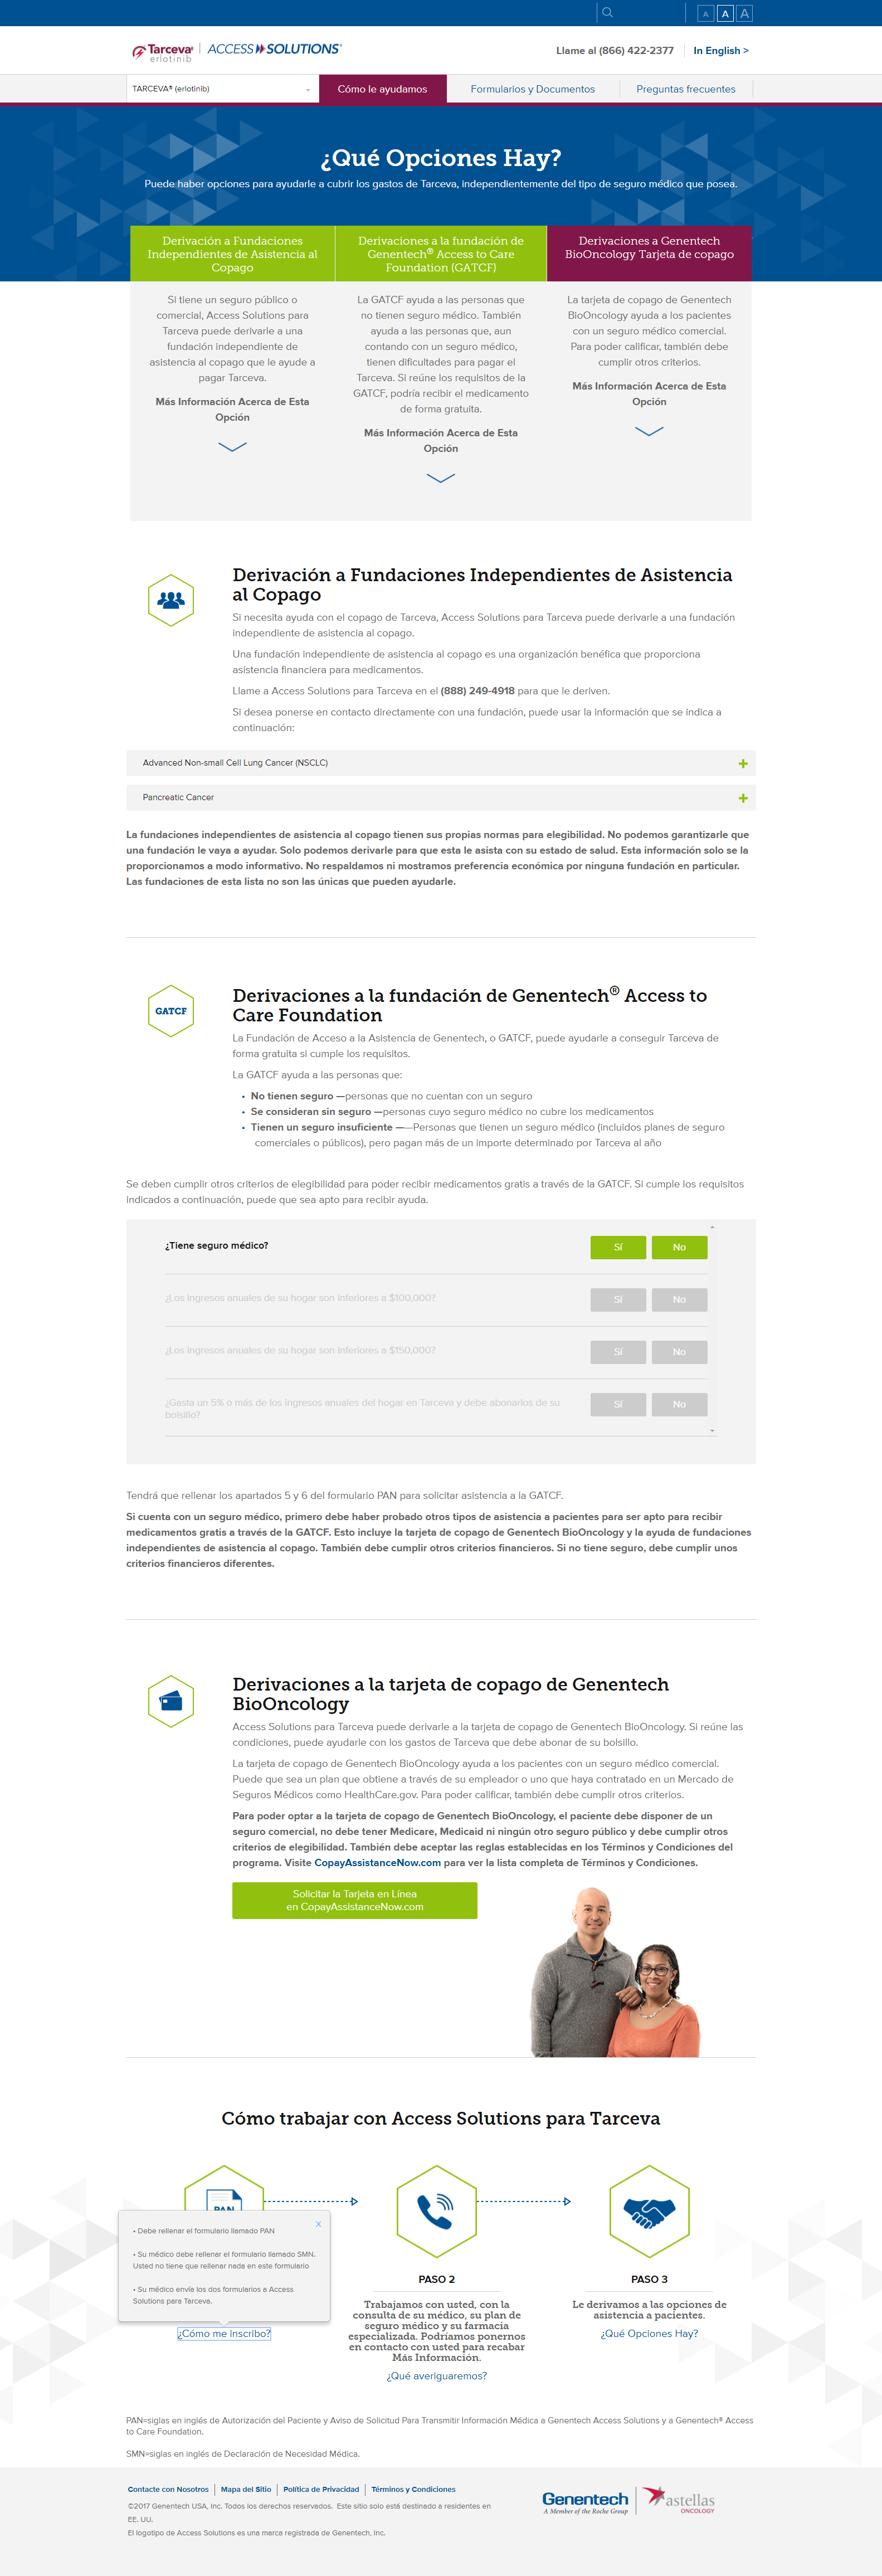 A A A
Tarceva® erlotinib
ACCESS SOLUTIONS®
Llame al (866) 422-2377
In English >
TARCEVA® (erlotinib)
Cómo le ayudamos
Formularios y Documentos
Preguntas frecuentes
¿Qué Opciones Hay?
Puede haber opciones para ayudarle a cubrir los gastos de Tarceva, independientemente del tipo de seguro médico que posea.
Derivación a Fundaciones
Independientes de Asistencia al
Copago
Si tiene un seguro público o
comercial, Access Solutions para
Tarceva puede derivarle a una
fundación independiente de
asistencia al copago que le ayude a
pagar Tarceva.
Más Información Acerca de Esta
Opción
Derivaciones a la fundación de
Genentech® Access to Care
Foundation (GATCF)
La GATCF ayuda a las personas que
no tienen seguro médico. También
ayuda a las personas que, aun
contando con un seguro médico,
tienen dificultades para pagar el
Tarceva. Si reúne los requisitos de la
GATCF, podría recibir el medicamento
de forma gratuita.
Más Información Acerca de Esta
Opción
Derivaciones a Genentech
BioOncology Tarjeta de copago
La tarjeta de copago de Genentech
BioOncology ayuda a los pacientes
con un seguro médico comercial.
Para poder calificar, también debe
cumplir otros criterios.
Más Información Acerca de Esta
Opción
Derivación a Fundaciones Independientes de Asistencia
al Copago
Si necesita ayuda con el copago de Tarceva, Access Solutions para Tarceva puede derivarle a una fundación
independiente de asistencia al copago.
Una fundación independiente de asistencia al copago es una organización benéfica que proporciona
asistencia financiera para medicamentos.
Llame a Access Solutions para Tarceva en el (888) 249-4918 para que le deriven.
Si desea ponerse en contacto directamente con una fundación, puede usar la información que se indica a
continuación:
Advanced Non-small Cell Lung Cancer (NSCLC)
Pancreatic Cancer
La fundaciones independientes de asistencia al copago tienen sus propias normas para elegibilidad. No podemos garantizarle que
una fundación le vaya a ayudar. Solo podemos derivarle para que esta le asista con su estado de salud. Esta información solo se la
proporcionamos a modo informativo. No respaldamos ni mostramos preferencia económica por ninguna fundación en particular.
Las fundaciones de esta lista no son las únicas que pueden ayudarle.
GATCF
Derivaciones a la fundación de Genentech® Access to
Care Foundation
La Fundación de Acceso a la Asistencia de Genentech, o GATCF, puede ayudarle a conseguir Tarceva de
forma gratuita si cumple los requisitos.
La GATCF ayuda a las personas que:
• No tienen seguro —personas que no cuentan con un seguro
• Se consideran sin seguro —personas cuyo seguro médico no cubre los medicamentos
• Tienen un seguro insuficiente ——Personas que tienen un seguro médico (incluidos planes de seguro
comerciales o públicos), pero pagan más de un importe determinado por Tarceva al año
Se deben cumplir otros criterios de elegibilidad para poder recibir medicamentos gratis a través de la GATCF. Si cumple los requisitos
indicados a continuación, puede que sea apto para recibir ayuda.
¿Tiene seguro médico?
Sí No
¿Los ingresos anuales de su hogar son inferiores a $100,000?
Sí No
¿Los ingresos anuales de su hogar son inferiores a $150,000?
Sí No
¿Gasta un 5% o más de los ingresos anuales del hogar en Tarceva y debe abonarlos de su
bolsillo?
Sí No
Tendrá que rellenar los apartados 5 y 6 del formulario PAN para solicitar asistencia a la GATCF.
Si cuenta con un seguro médico, primero debe haber probado otros tipos de asistencia a pacientes para ser apto para recibir
medicamentos gratis a través de la GATCF. Esto incluye la tarjeta de copago de Genentech BioOncology y la ayuda de fundaciones
independientes de asistencia al copago. También debe cumplir otros criterios financieros. Si no tiene seguro, debe cumplir unos
criterios financieros diferentes.
Derivaciones a la tarjeta de copago de Genentech
BioOncology
Access Solutions para Tarceva puede derivarle a la tarjeta de copago de Genentech BioOncology. Si reúne las
condiciones, puede ayudarle con los gastos de Tarceva que debe abonar de su bolsillo.
La tarjeta de copago de Genentech BioOncology ayuda a los pacientes con un seguro médico comercial.
Puede que sea un plan que obtiene a través de su empleador o uno que haya contratado en un Mercado de
Seguros Médicos como HealthCare.gov. Para poder calificar, también debe cumplir otros criterios.
Para poder optar a la tarjeta de copago de Genentech BioOncology, el paciente debe disponer de un
seguro comercial, no debe tener Medicare, Medicaid ni ningún otro seguro público y debe cumplir otros
criterios de elegibilidad. También debe aceptar las reglas establecidas en los Términos y Condiciones del
programa. Visite CopayAssistanceNow.com para ver la lista completa de Términos y Condiciones.
Solicitar la Tarjeta en Línea
en CopayAssistanceNow.com
Cómo trabajar con Access Solutions para Tarceva
PAN
X
• Debe rellenar el formulario llamado PAN
• Su médico debe rellenar el formulario llamado SMN.
Usted no tiene que rellenar nada en este formulario
• Su médico envíe los dos formularios a Access
Solutions para Tarceva.
¿Cómo me inscribo?
PASO 2
Trabajamos con usted, con la
consulta de su médico, su plan de
seguro médico y su farmacia
especializada. Podríamos ponernos
en contacto con usted para recabar
Más Información.
¿Qué averiguaremos?
PASO 3
Le derivamos a las opciones de
asistencia a pacientes.
¿Qué Opciones Hay?
PAN=siglas en inglés de Autorización del Paciente y Aviso de Solicitud Para Transmitir Información Médica a Genentech Access Solutions y a Genentech® Access
to Care Foundation.
SMN=siglas en inglés de Declaración de Necesidad Médica.
Contacte con Nosotros
Mapa del Sitio
Política de Privacidad
Términos y Condiciones
©2017 Genentech USA, Inc. Todos los derechos reservados. Este sitio solo está destinado a residentes en
EE. UU.
El logotipo de Access Solutions es una marca registrada de Genentech, Inc.
Genentech
A Member of the Roche Group
astellas
ONCOLOGY